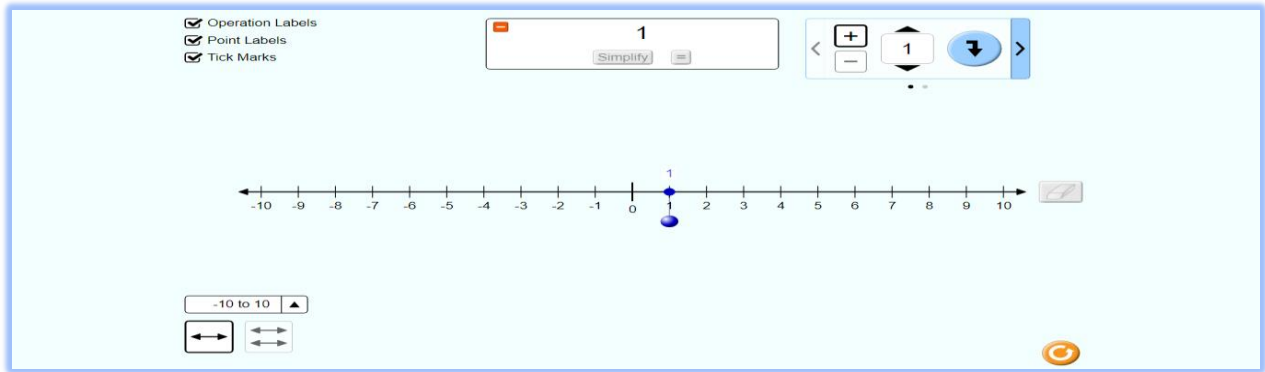 Operation Labels
Point Labels
Tick Marks
1
Simplify =
+
−
1
1
-10 -9 -8 -7 -6 -5 -4 -3 -2 -1 0 1 2 3 4 5 6 7 8 9 10
-10 to 10